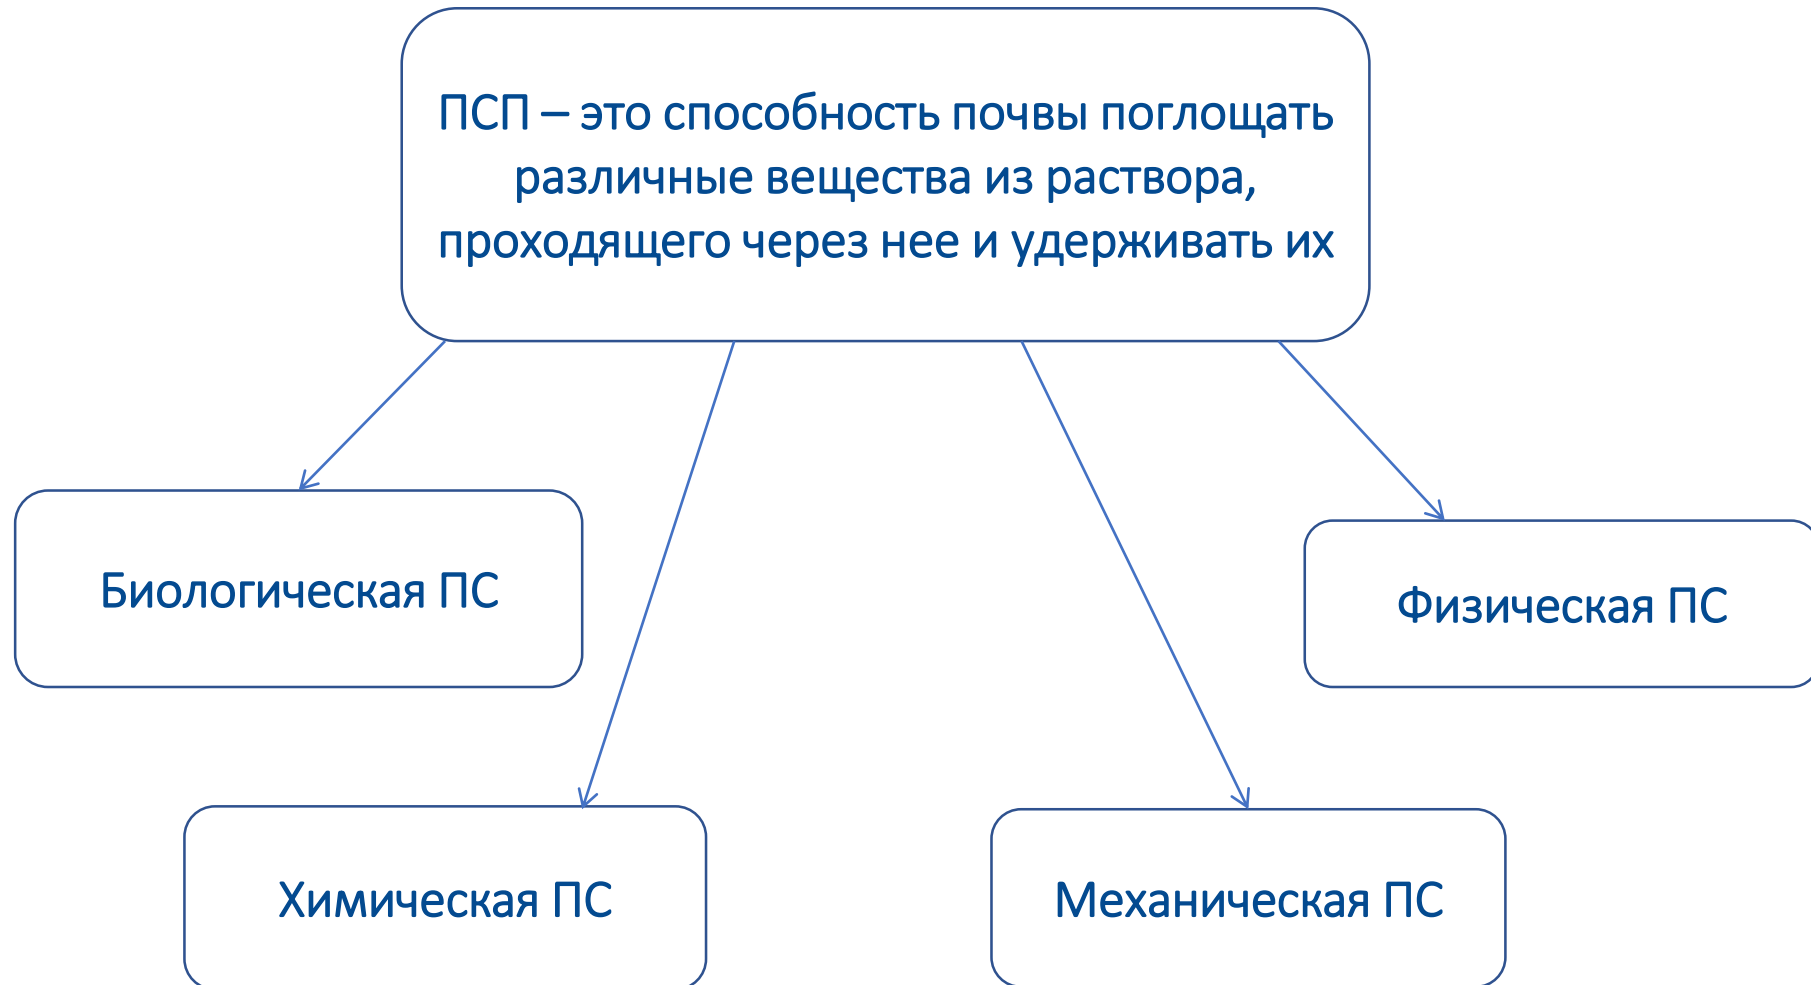 ПСП – это способность почвы поглощать
различные вещества из раствора,
проходящего через нее и удерживать их
Биологическая ПС
Физическая ПС
Химическая ПС
Механическая ПС